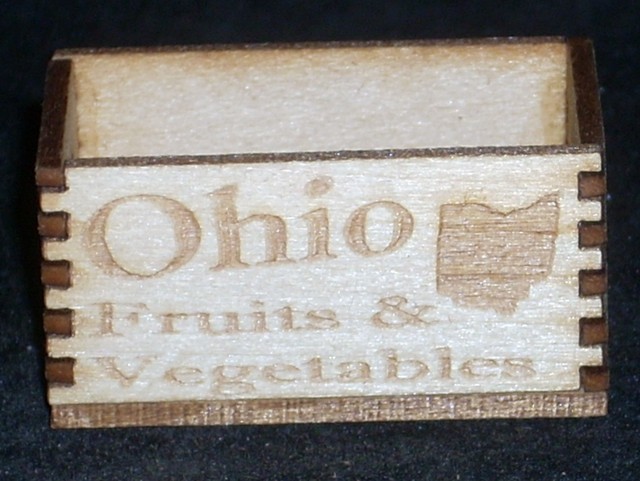 Ohio
Fruits &
Vegetables